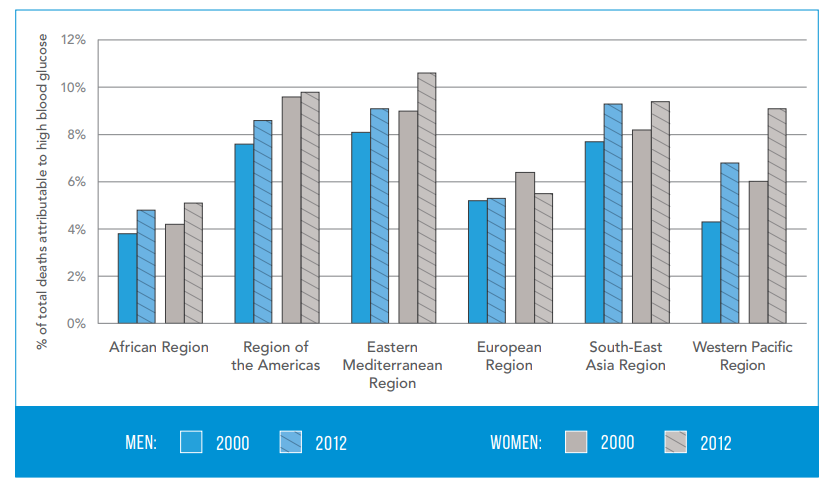 % of total deaths attributable to high blood glucose
12%
10%
8%
6%
4%
2%
0%
African Region
Region of
the Americas
Eastern
Mediterranean
Region
European
Region
South-East
Asia Region
Western Pacific
Region
MEN: 2000 2012 WOMEN: 2000 2012